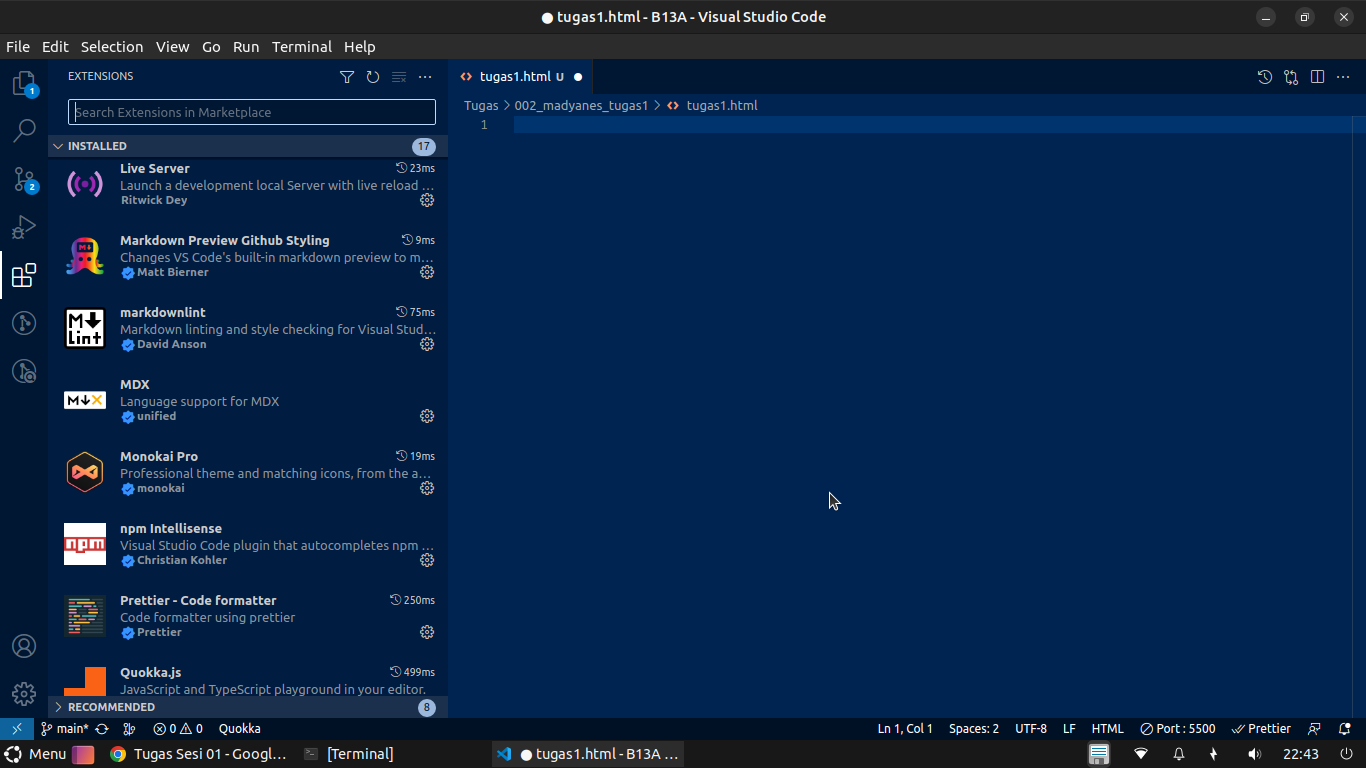 ● tugas1.html - B13A - Visual Studio Code
File Edit Selection View Go Run Terminal Help
EXTENSIONS
Search Extensions in Marketplace
INSTALLED 17
Live Server 23ms
Launch a development local Server with live reload ...
Ritwick Dey
Markdown Preview Github Styling 9ms
Changes VS Code's built-in markdown preview to m...
Matt Bierner
markdownlint 75ms
Markdown linting and style checking for Visual Stud...
David Anson
MDX
Language support for MDX
unified
Monokai Pro 19ms
Professional theme and matching icons, from the a...
monokai
npm Intellisense
Visual Studio Code plugin that autocompletes npm ...
Christian Kohler
Prettier - Code formatter 250ms
Code formatter using prettier
Prettier
Quokka.js 499ms
JavaScript and TypeScript playground in your editor.
RECOMMENDED 8
1
2
tugas1.html U ●
Tugas > 002_madyanes_tugas1 > tugas1.html
1
main* 0 0 Quokka
Ln 1, Col 1 Spaces: 2 UTF-8 LF HTML Port : 5500 Prettier
Menu Tugas Sesi 01 - Googl... [Terminal] ● tugas1.html - B13A ... 22:43